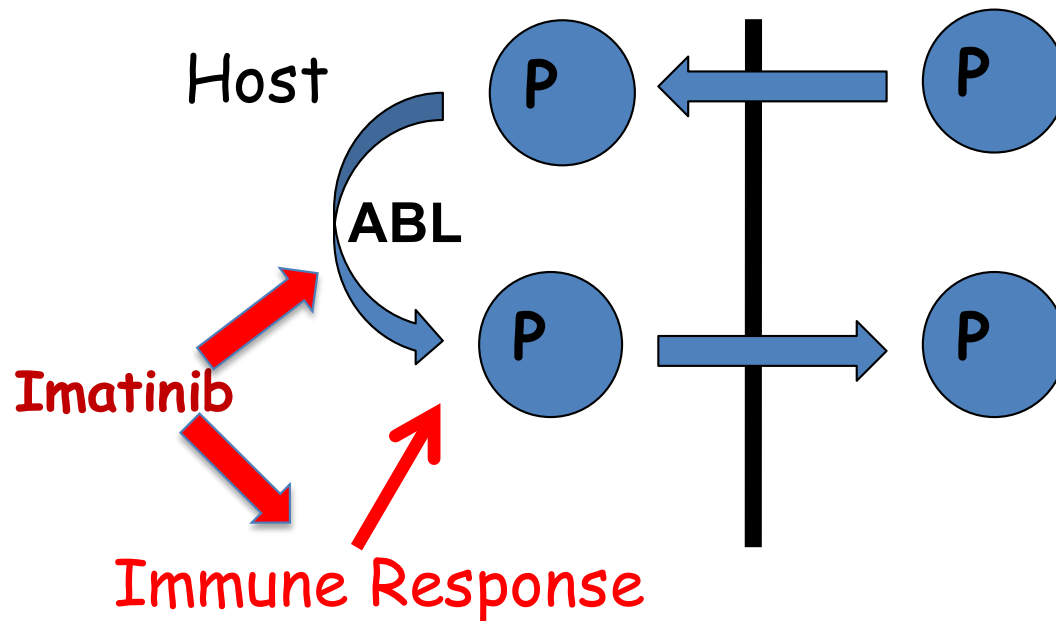 Host
P
P
ABL
P
P
Imatinib
Immune Response